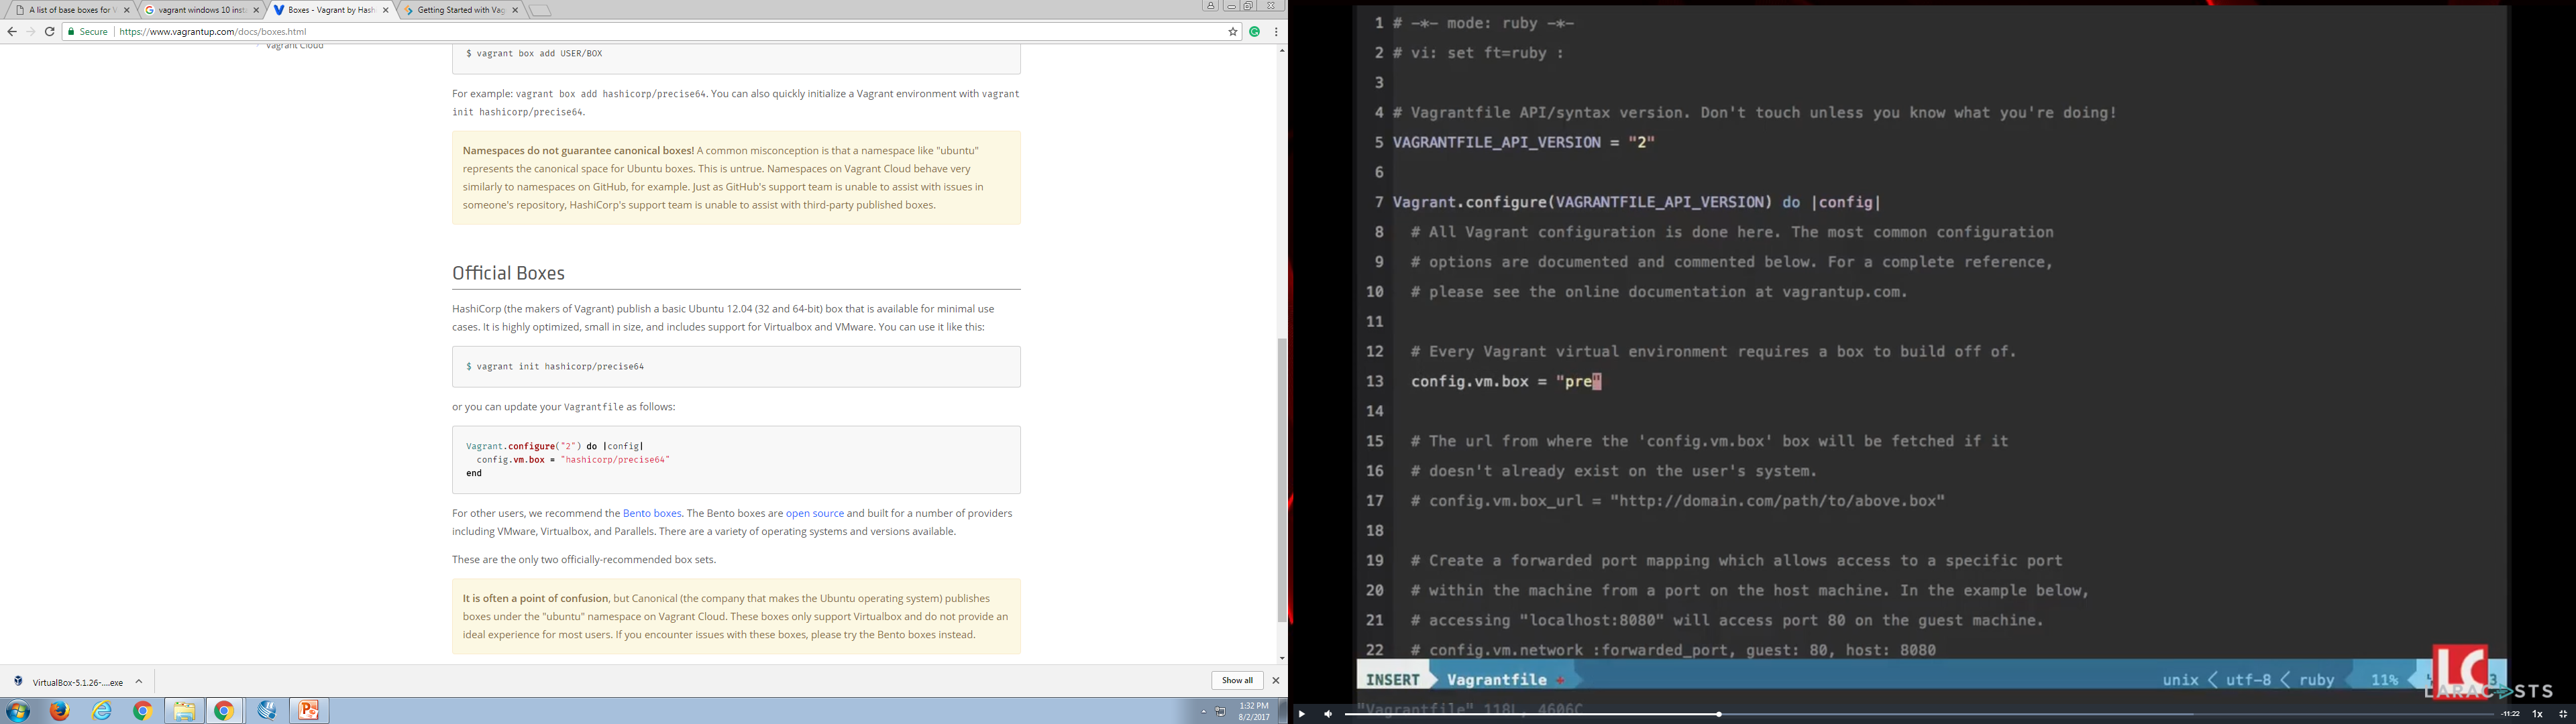 A list of base boxes for V
vagrant windows 10 inst
Boxes - Vagrant by Hash
Getting Started with Vag
Secure
https://www.vagrantup.com/docs/boxes.html
Vagrant Cloud
$ vagrant box add USER/BOX
For example: vagrant box add hashicorp/precise64. You can also quickly initialize a Vagrant environment with vagrant
init hashicorp/precise64.
Namespaces do not guarantee canonical boxes! A common misconception is that a namespace like "ubuntu"
represents the canonical space for Ubuntu boxes. This is untrue. Namespaces on Vagrant Cloud behave very
similarly to namespaces on GitHub, for example. Just as GitHub's support team is unable to assist with issues in
someone's repository, HashiCorp's support team is unable to assist with third-party published boxes.
Official Boxes
HashiCorp (the makers of Vagrant) publish a basic Ubuntu 12.04 (32 and 64-bit) box that is available for minimal use
cases. It is highly optimized, small in size, and includes support for Virtualbox and VMware. You can use it like this:
$ vagrant init hashicorp/precise64
or you can update your Vagrantfile as follows:
Vagrant.configure("2") do |config|
config.vm.box = "hashicorp/precise64"
end
For other users, we recommend the Bento boxes. The Bento boxes are open source and built for a number of providers
including VMware, Virtualbox, and Parallels. There are a variety of operating systems and versions available.
These are the only two officially-recommended box sets.
It is often a point of confusion, but Canonical (the company that makes the Ubuntu operating system) publishes
boxes under the "ubuntu" namespace on Vagrant Cloud. These boxes only support Virtualbox and do not provide an
ideal experience for most users. If you encounter issues with these boxes, please try the Bento boxes instead.
VirtualBox-5.1.26-....exe
Show all
1:32 PM
8/2/2017
1 # -*- mode: ruby -*-
2 # vi: set ft=ruby :
3
4 # Vagrantfile API/syntax version. Don't touch unless you know what you're doing!
5 VAGRANTFILE_API_VERSION = "2"
6
7 Vagrant.configure(VAGRANTFILE_API_VERSION) do |config|
8 # All Vagrant configuration is done here. The most common configuration
9 # options are documented and commented below. For a complete reference,
10 # please see the online documentation at vagrantup.com.
11
12 # Every Vagrant virtual environment requires a box to build off of.
13 config.vm.box = "pre"
14
15 # The url from where the 'config.vm.box' box will be fetched if it
16 # doesn't already exist on the user's system.
17 # config.vm.box_url = "http://domain.com/path/to/above.box"
18
19 # Create a forwarded port mapping which allows access to a specific port
20 # within the machine from a port on the host machine. In the example below,
21 # accessing "localhost:8080" will access port 80 on the guest machine.
22 # config.vm.network :forwarded_port, guest: 80, host: 8080
INSERT Vagrantfile + unix < utf-8 < ruby 11%
LC
LARACASTS
"Vagrantfile" 118L, 4606C
-11:22 1x